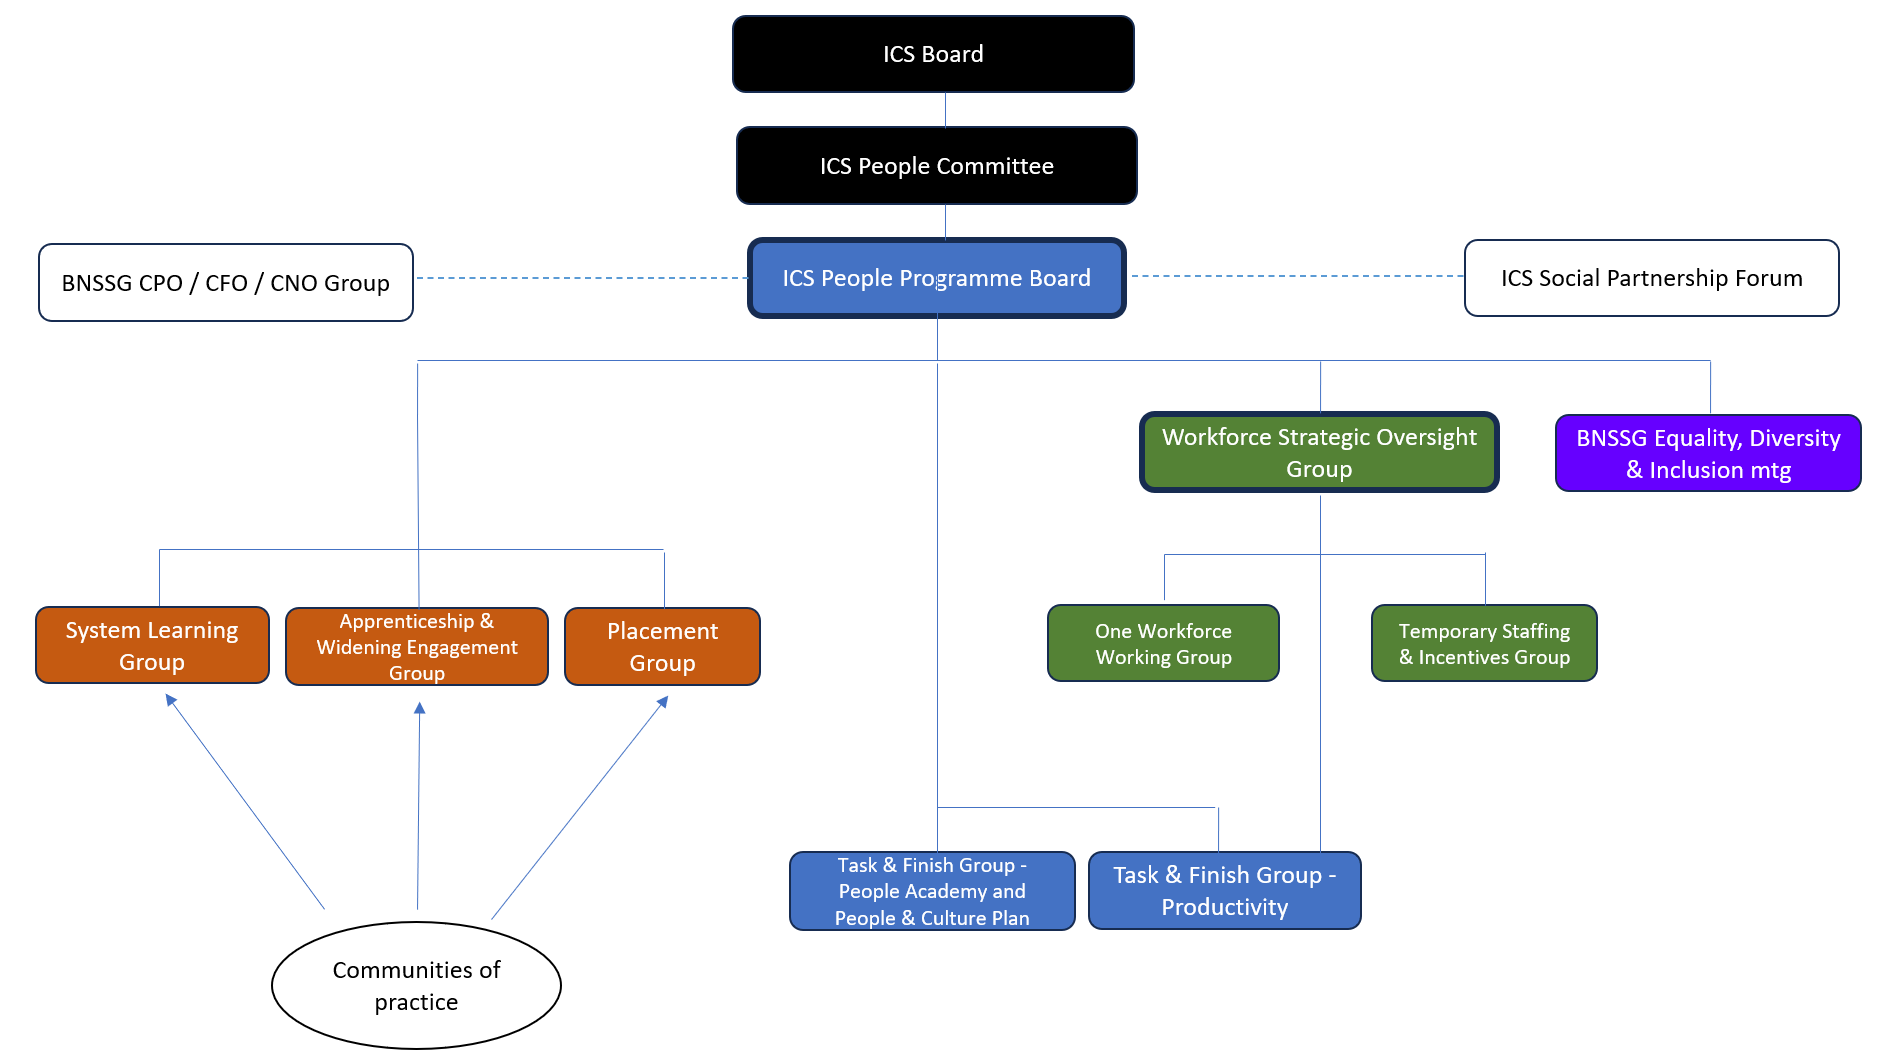 ICS Board
ICS People Committee
BNSSG CPO / CFO / CNO Group
ICS People Programme Board
ICS Social Partnership Forum
Workforce Strategic Oversight
Group
BNSSG Equality, Diversity
& Inclusion mtg
System Learning
Group
Apprenticeship &
Widening Engagement
Group
Placement
Group
One Workforce
Working Group
Temporary Staffing
& Incentives Group
Task & Finish Group -
People Academy and
People & Culture Plan
Task & Finish Group -
Productivity
Communities of
practice